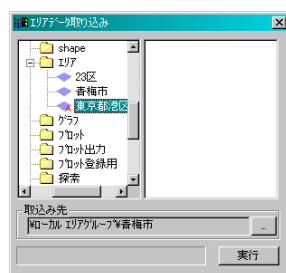 エリアデータ取り込み
shape
エリア
23区
青梅市
東京都港区
グラフ
プロット
プロット出力
プロット登録用
探索
取込み先
¥ローカル エリアグループ¥青梅市
...
実行